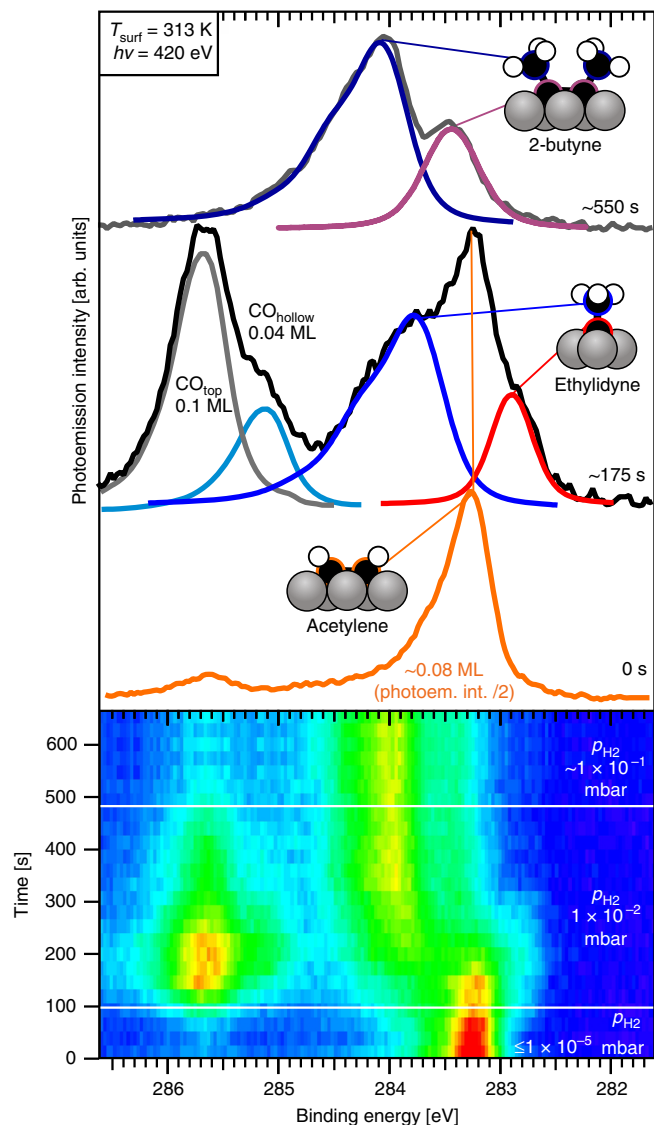 T_surf = 313 K
hν = 420 eV
2-butyne
~550 s
Photoemission intensity [arb. units]
CO_hollow
0.04 ML
CO_top
0.1 ML
Ethylidyne
~175 s
Acetylene
~0.08 ML
(photoem. int. /2)
0 s
Time [s]
600
500
400
300
200
100
0
p_H2
~1 × 10⁻¹
mbar
p_H2
1 × 10⁻²
mbar
p_H2
≤1 × 10⁻⁵ mbar
286 285 284 283 282
Binding energy [eV]